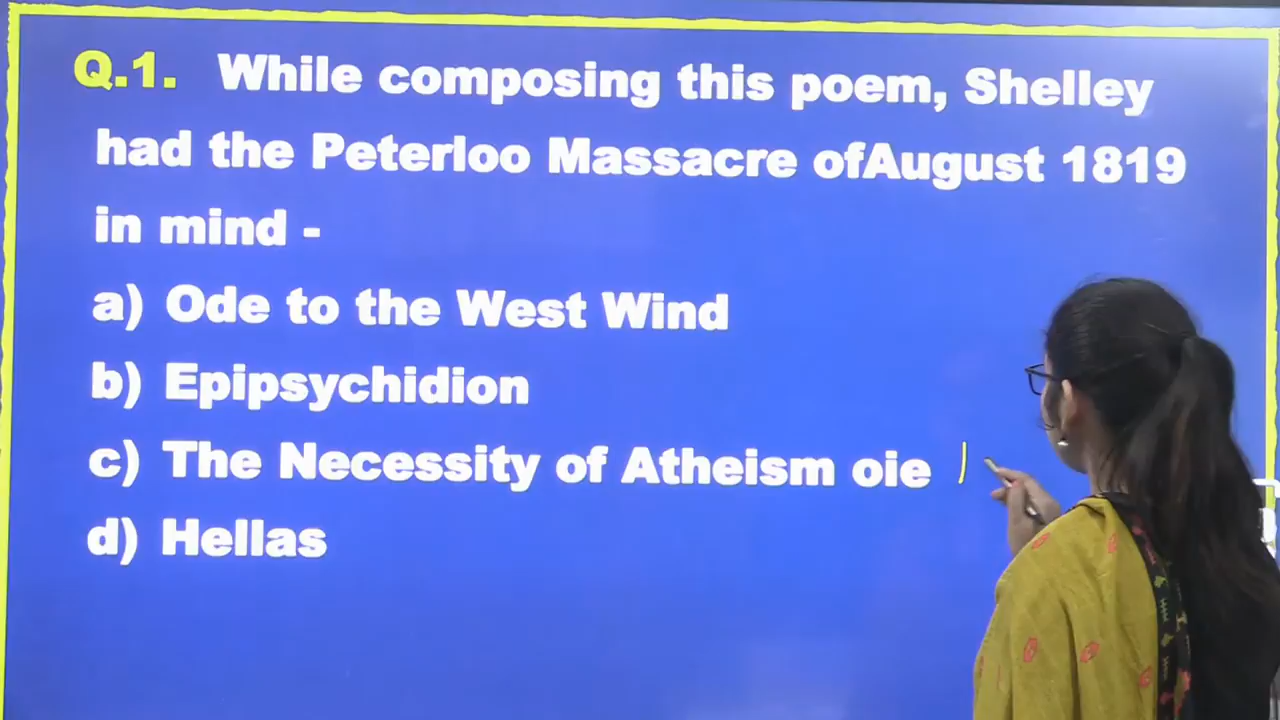 Q.1. While composing this poem, Shelley
had the Peterloo Massacre ofAugust 1819
in mind -
a) Ode to the West Wind
b) Epipsychidion
c) The Necessity of Atheism oie
d) Hellas